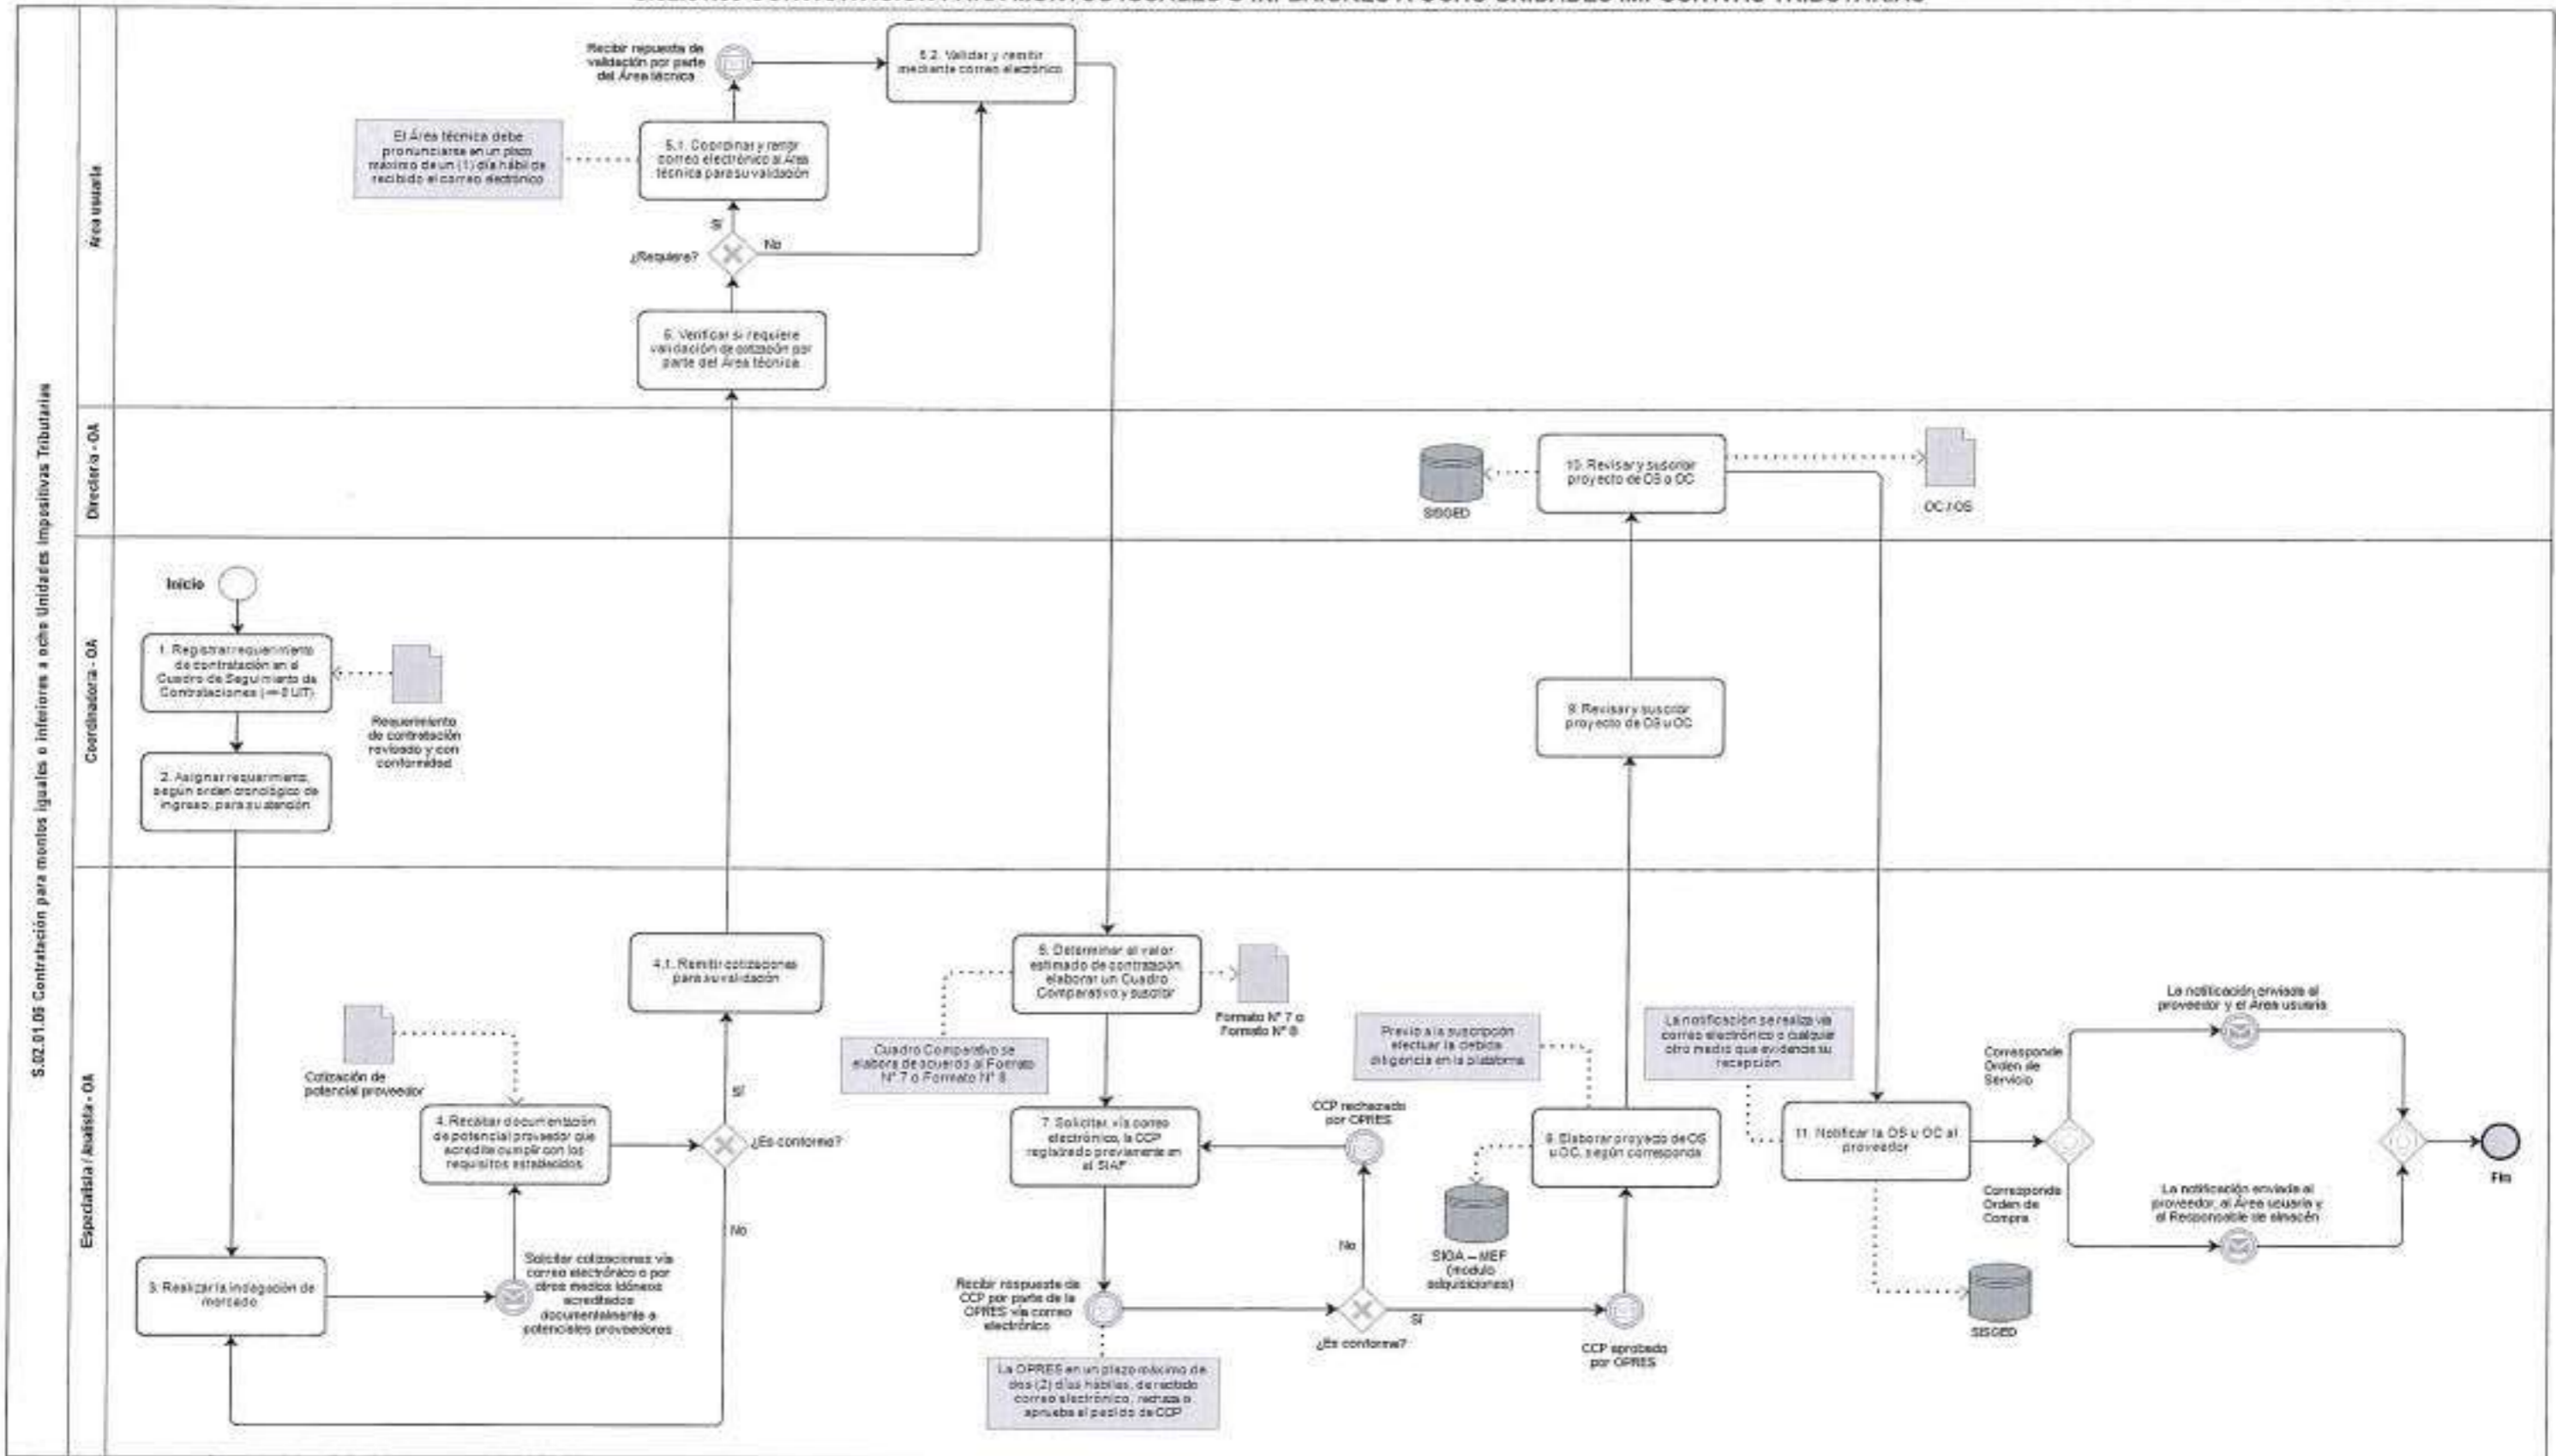 S.02.01.05 Contratación para montos iguales o inferiores a ocho Unidades Impositivas Tributarias
Área usuaria
Recibir repuesta de
validación por parte
del Área técnica
5.2. Validar y remitir
mediante correo electrónico
El Área técnica debe
pronunciarse en un plazo
máximo de un (1) día hábil de
recibido el correo electrónico
5.1. Coordinar y remitir
correo electrónico al Área
técnica para su validación
Sí
¿Requiere?
No
5. Verificar si requiere
validación de cotización por
parte del Área técnica
Director/a - OA
SISGED
10. Revisar y suscribir
proyecto de OS o OC
OC / OS
Coordinador/a - OA
Inicio
1. Registrar requerimiento
de contratación en el
Cuadro de Seguimiento de
Contrataciones (<=8 UIT)
Requerimiento
de contratación
revisado y con
conformidad
2. Asignar requerimiento,
según orden cronológico de
ingreso, para su atención
9. Revisar y suscribir
proyecto de OS u OC
Especialista / Analista - OA
4.1. Remitir cotizaciones
para su validación
Cotización de
potencial proveedor
4. Recabar documentación
de potencial proveedor que
acredite cumplir con los
requisitos establecidos
Sí
¿Es conforme?
No
3. Realizar la indagación de
mercado
Solicitar cotizaciones vía
correo electrónico o por
otros medios idóneos
acreditados
documentalmente a
potenciales proveedores
6. Determinar el valor
estimado de contratación,
elaborar un Cuadro
Comparativo y suscribir
Formato N° 7 o
Formato N° 8
Cuadro Comparativo se
elabora de acuerdo al Formato
N° 7 o Formato N° 8
7. Solicitar, vía correo
electrónico, la CCP
registrado previamente en
el SIAF
CCP rechazado
por OPRES
Recibir respuesta de
CCP por parte de la
OPRES vía correo
electrónico
No
¿Es conforme?
Sí
CCP aprobado
por OPRES
La OPRES en un plazo máximo de
dos (2) días hábiles, de recibido
correo electrónico, rechaza o
aprueba el pedido de CCP
Previo a la suscripción
efectuar la debida
diligencia en la plataforma
8. Elaborar proyecto de OS
u OC, según corresponda
SIGA – MEF
(modulo
adquisiciones)
La notificación se realiza vía
correo electrónico o cualquier
otro medio que evidencie su
recepción
11. Notificar la OS u OC al
proveedor
SISGED
Corresponde
Orden de
Servicio
La notificación enviada al
proveedor y el Área usuaria
Corresponde
Orden de
Compra
La notificación enviada al
proveedor, al Área usuaria y
al Responsable de almacén
Fin